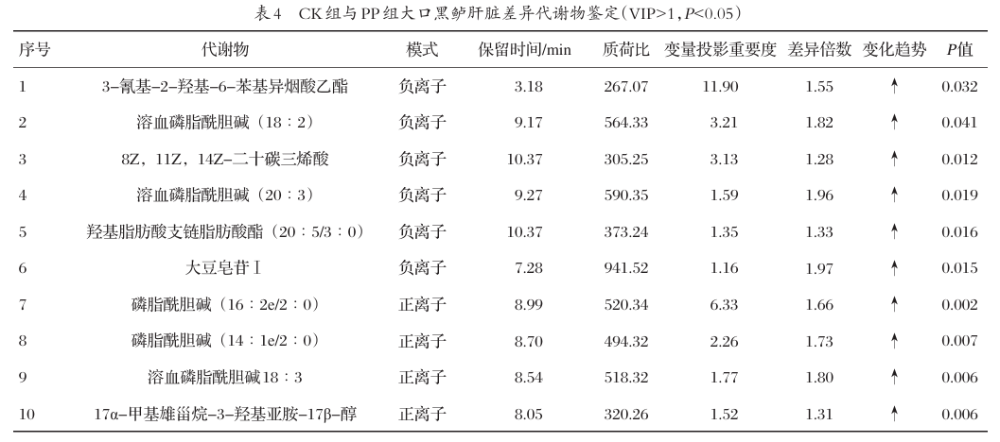 表4 CK组与PP组大口黑鲈肝脏差异代谢物鉴定(VIP>1,P<0.05)
序号 代谢物 模式 保留时间/min 质荷比 变量投影重要度 差异倍数 变化趋势 P值
1 3-氰基-2-羟基-6-苯基异烟酸乙酯 负离子 3.18 267.07 11.90 1.55 ↑ 0.032
2 溶血磷脂酰胆碱（18∶2） 负离子 9.17 564.33 3.21 1.82 ↑ 0.041
3 8Z，11Z，14Z-二十碳三烯酸 负离子 10.37 305.25 3.13 1.28 ↑ 0.012
4 溶血磷脂酰胆碱（20∶3） 负离子 9.27 590.35 1.59 1.96 ↑ 0.019
5 羟基脂肪酸支链脂肪酸酯（20∶5/3∶0） 负离子 10.37 373.24 1.35 1.33 ↑ 0.016
6 大豆皂苷Ⅰ 负离子 7.28 941.52 1.16 1.97 ↑ 0.015
7 磷脂酰胆碱（16∶2e/2∶0） 正离子 8.99 520.34 6.33 1.66 ↑ 0.002
8 磷脂酰胆碱（14∶1e/2∶0） 正离子 8.70 494.32 2.26 1.73 ↑ 0.007
9 溶血磷脂酰胆碱18∶3 正离子 8.54 518.32 1.77 1.80 ↑ 0.006
10 17α-甲基雄甾烷-3-羟基亚胺-17β-醇 正离子 8.05 320.26 1.52 1.31 ↑ 0.006